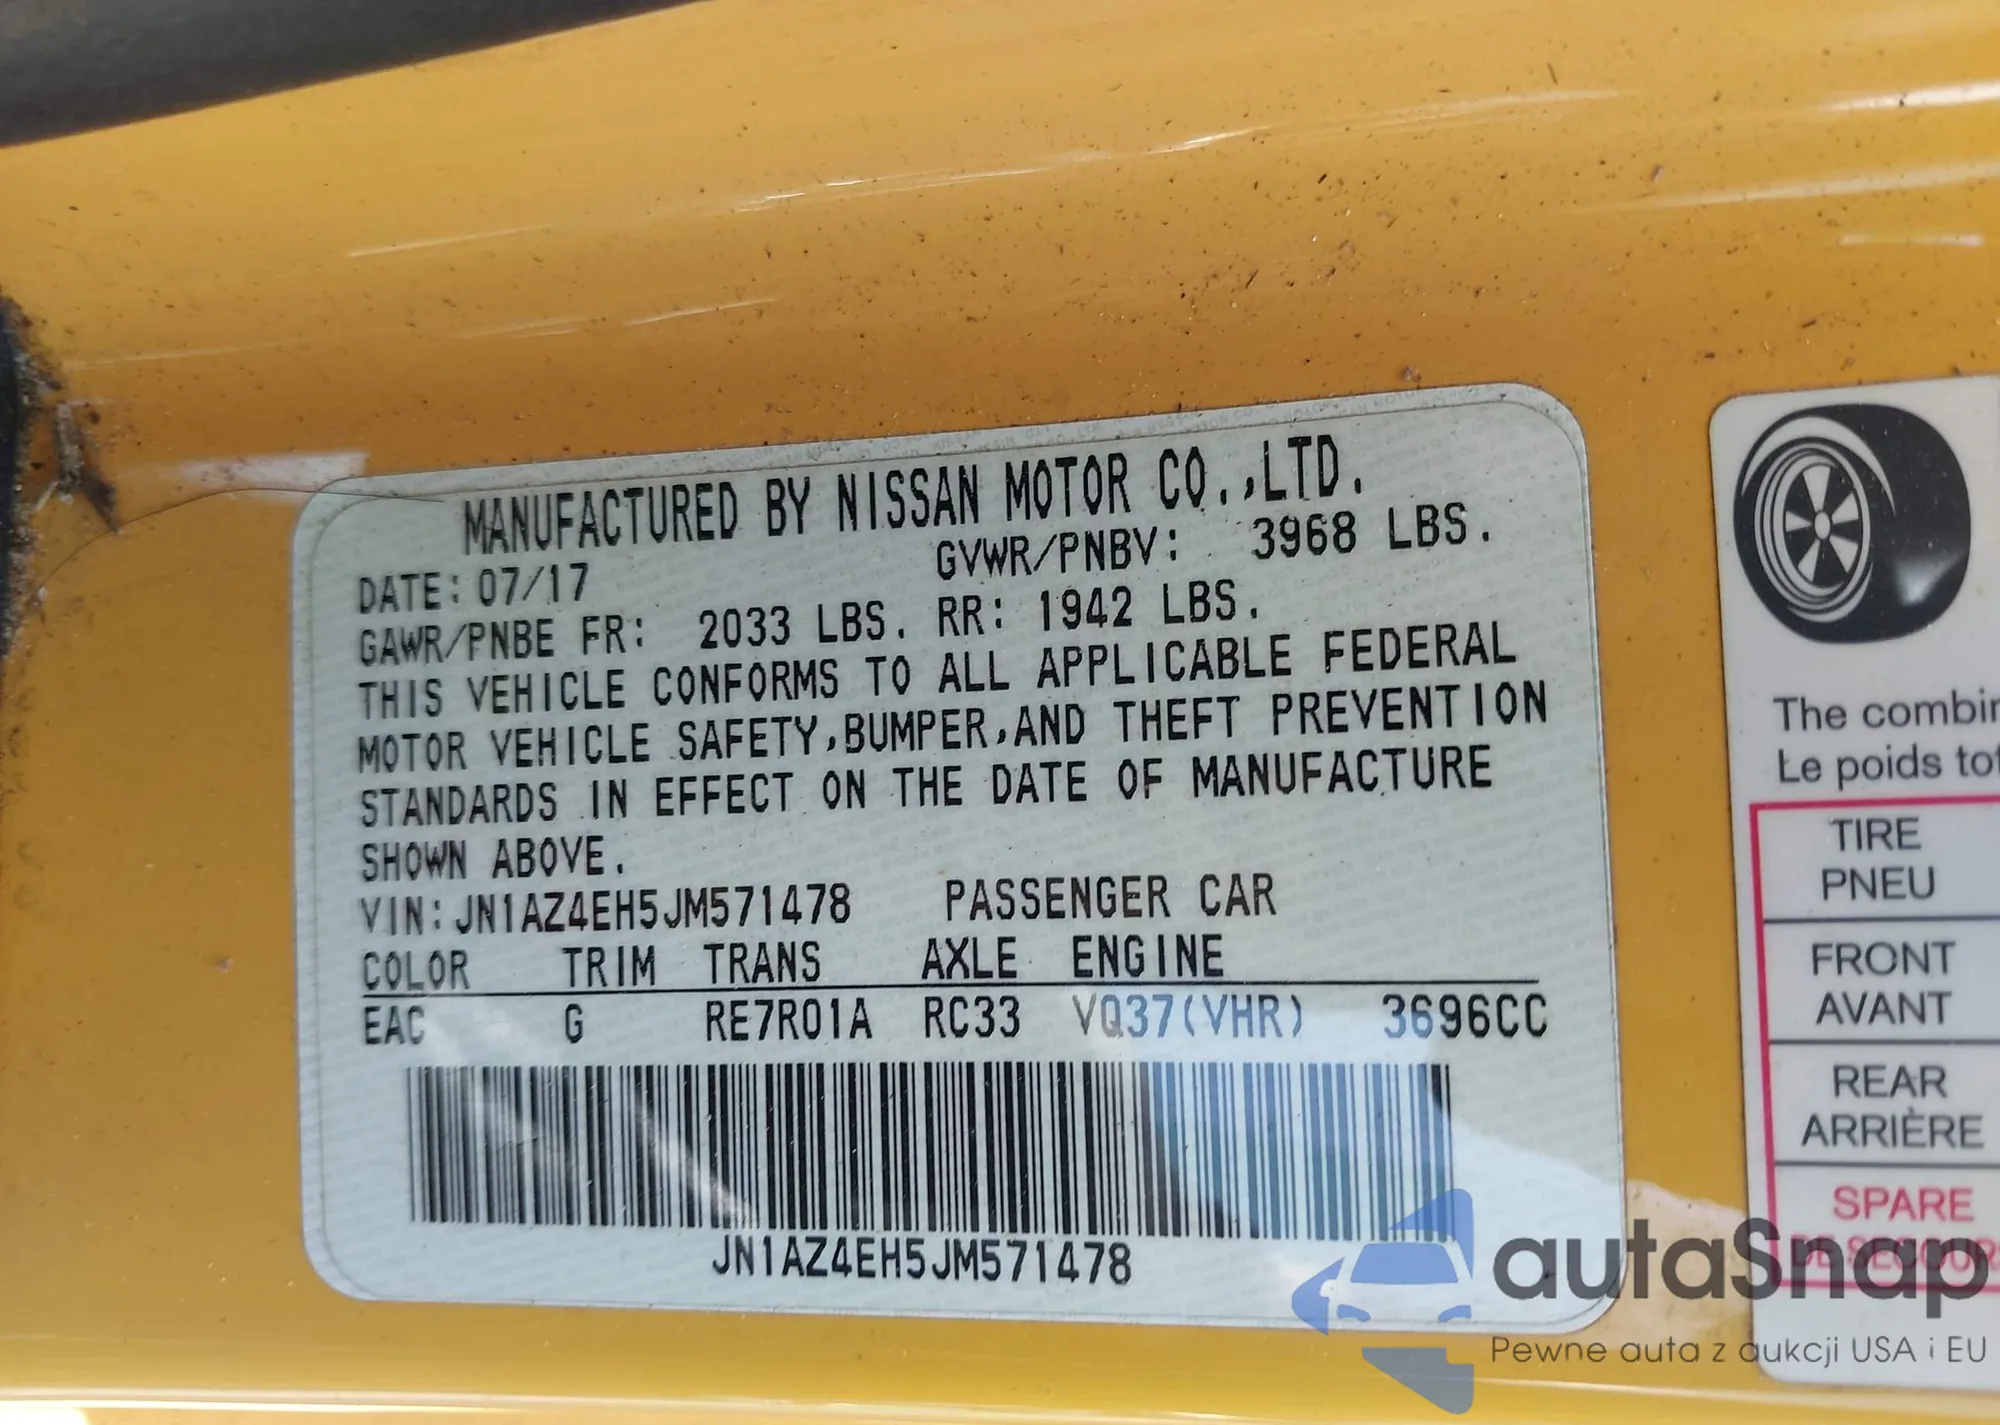 MANUFACTURED BY NISSAN MOTOR CO.,LTD.
DATE: 07/17 GVWR/PNBV: 3968 LBS.
GAWR/PNBE FR: 2033 LBS. RR: 1942 LBS.
THIS VEHICLE CONFORMS TO ALL APPLICABLE FEDERAL
MOTOR VEHICLE SAFETY,BUMPER,AND THEFT PREVENTION
STANDARDS IN EFFECT ON THE DATE OF MANUFACTURE
SHOWN ABOVE.
VIN: JN1AZ4EH5JM571478 PASSENGER CAR
COLOR TRIM TRANS AXLE ENGINE
EAC G RE7R01A RC33 VQ37(VHR) 3696CC
JN1AZ4EH5JM571478
The combin
Le poids tot
TIRE
PNEU
FRONT
AVANT
REAR
ARRIÈRE
SPARE
DE SECOURS
autaSnap
Pewne auta z aukcji USA i EU